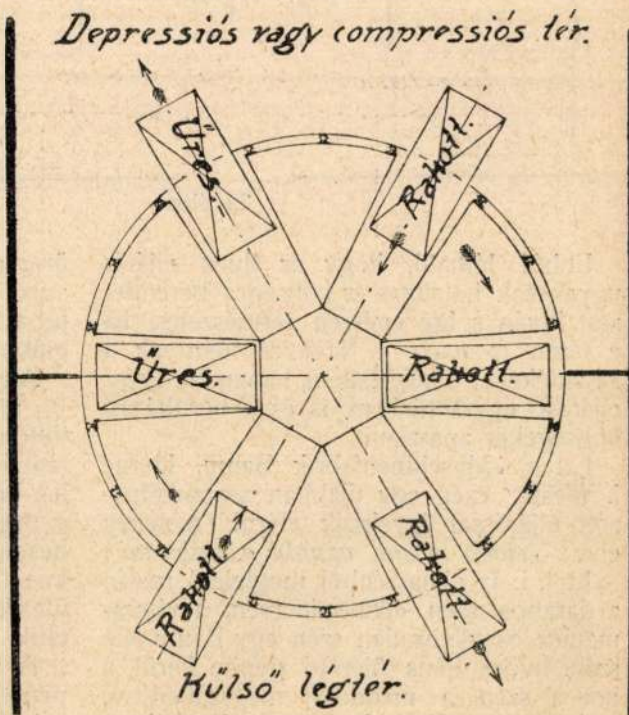 Depressiós vagy compressiós tér.
Üres.
Rakott.
Üres.
Rakott.
Rakott.
Rakott.
Külső légtér.